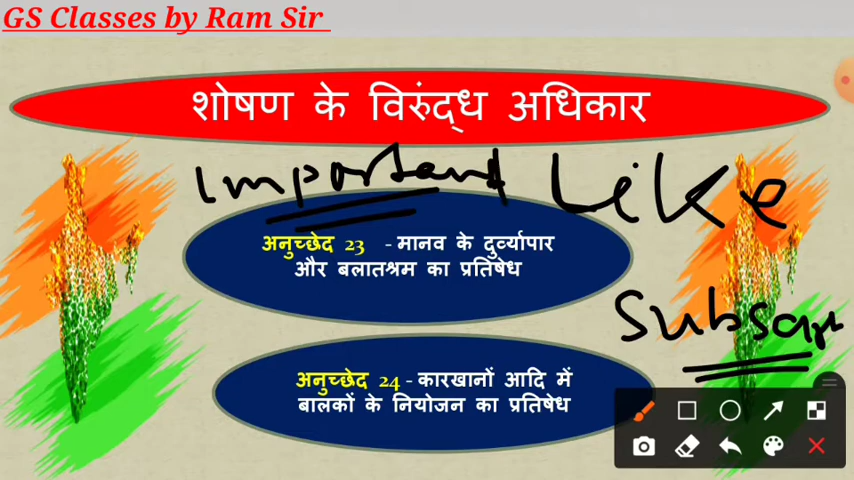 GS Classes by Ram Sir
शोषण के विरुंद्ध अधिकार
Important Like
अनुच्छेद 23 - मानव के दुर्व्यापार
और बलातश्रम का प्रतिषेध
अनुच्छेद 24 - कारखानों आदि में
बालकों के नियोजन का प्रतिषेध